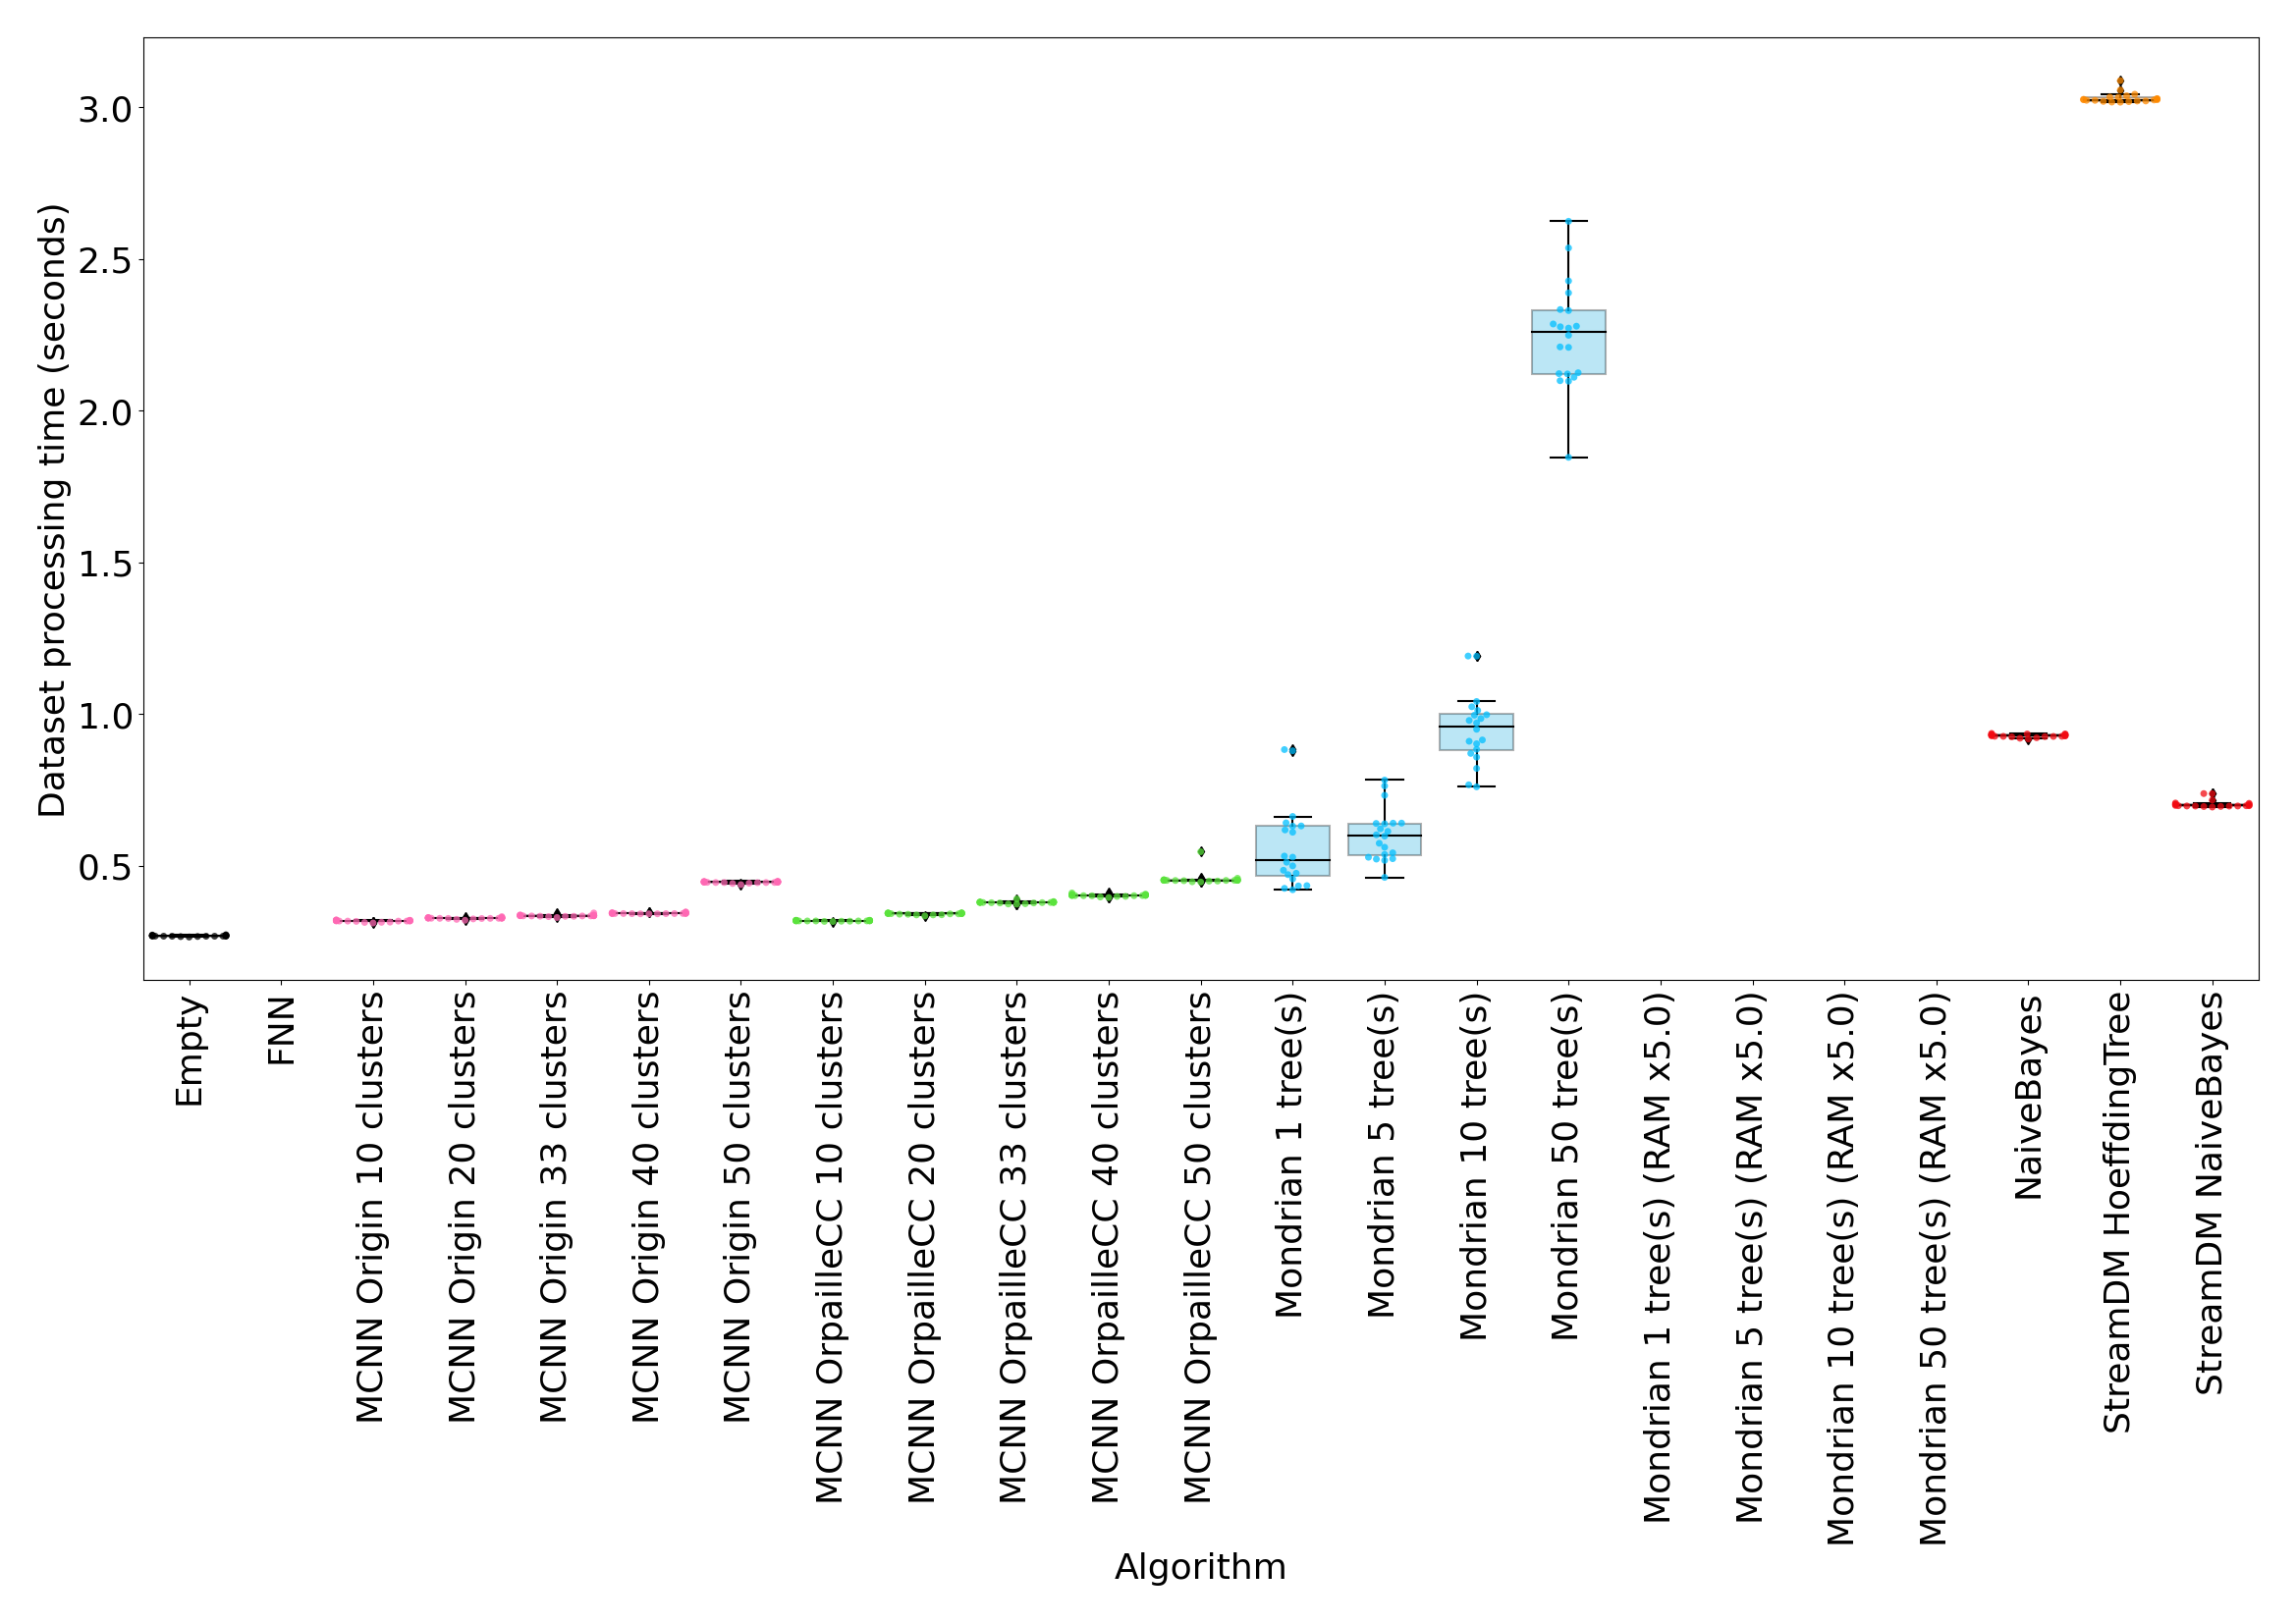 Dataset processing time (seconds)
3.0
2.5
2.0
1.5
1.0
0.5
Empty
FNN
MCNN Origin 10 clusters
MCNN Origin 20 clusters
MCNN Origin 33 clusters
MCNN Origin 40 clusters
MCNN Origin 50 clusters
MCNN OrpailleCC 10 clusters
MCNN OrpailleCC 20 clusters
MCNN OrpailleCC 33 clusters
MCNN OrpailleCC 40 clusters
MCNN OrpailleCC 50 clusters
Mondrian 1 tree(s)
Mondrian 5 tree(s)
Mondrian 10 tree(s)
Mondrian 50 tree(s)
Mondrian 1 tree(s) (RAM x5.0)
Mondrian 5 tree(s) (RAM x5.0)
Mondrian 10 tree(s) (RAM x5.0)
Mondrian 50 tree(s) (RAM x5.0)
NaiveBayes
StreamDM HoeffdingTree
StreamDM NaiveBayes
Algorithm